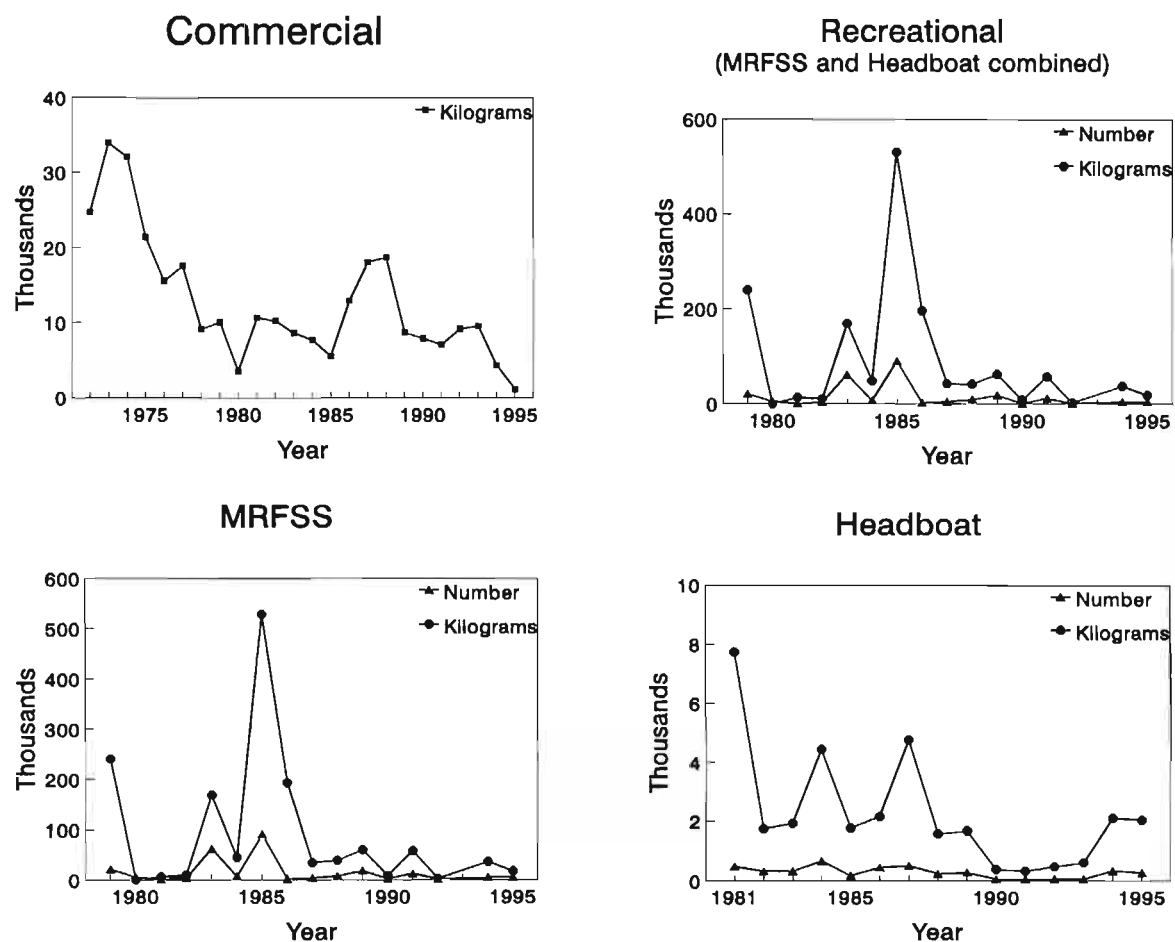 Commercial
Kilograms
40
30
20
10
0
Thousands
1975 1980 1985 1990 1995
Year
Recreational
(MRFSS and Headboat combined)
Number
Kilograms
600
400
200
0
Thousands
1980 1985 1990 1995
Year
MRFSS
Number
Kilograms
600
500
400
300
200
100
0
Thousands
1980 1985 1990 1995
Year
Headboat
Number
Kilograms
10
8
6
4
2
0
Thousands
1981 1985 1990 1995
Year